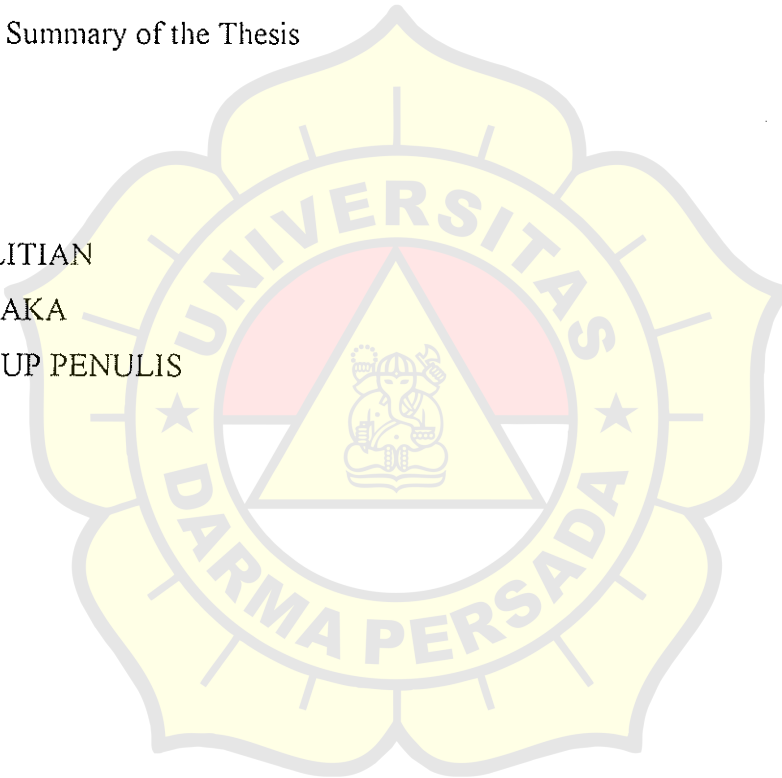 Summary of the Thesis
LITIAN
AKA
UP PENULIS
UNIVERSITAS
DARMA PERSADA